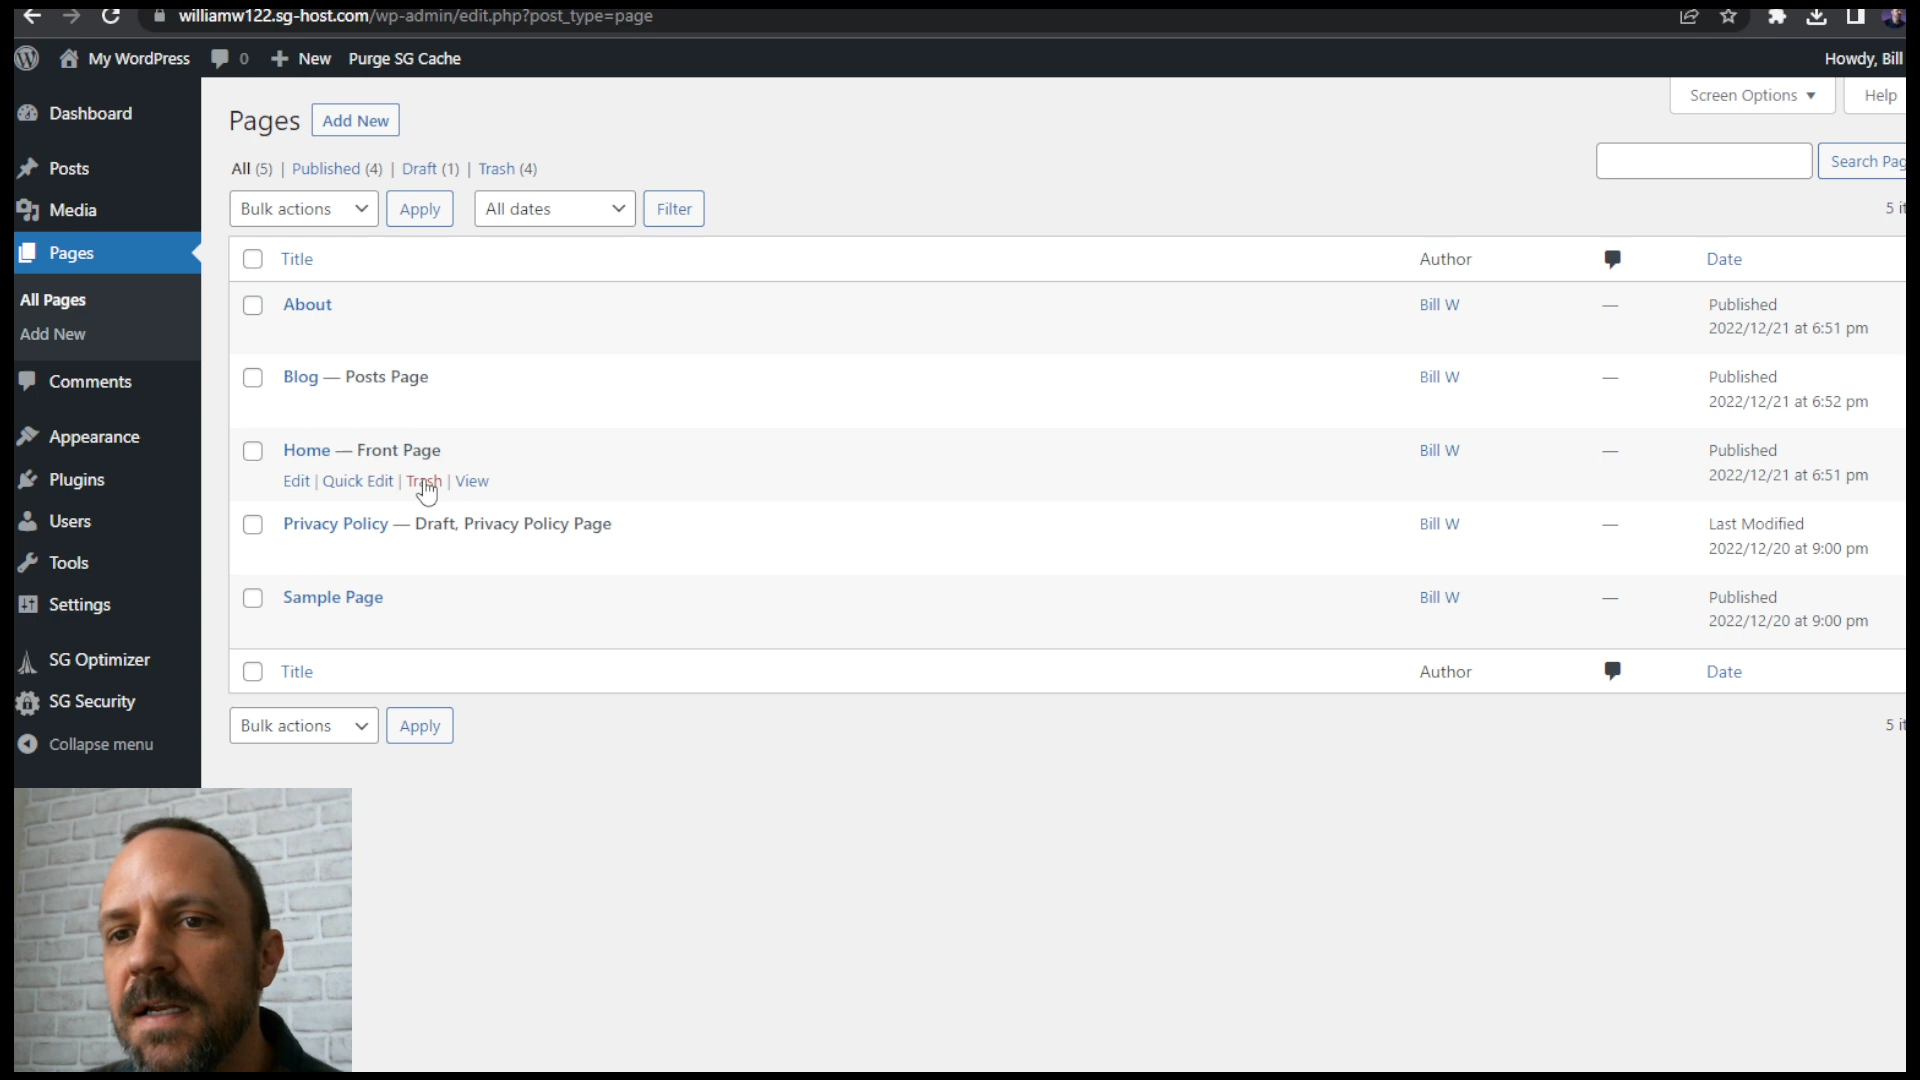 williamw122.sg-host.com/wp-admin/edit.php?post_type=page
My WordPress 0 New Purge SG Cache Howdy, Bill
Dashboard
Posts
Media
Pages
All Pages
Add New
Comments
Appearance
Plugins
Users
Tools
Settings
SG Optimizer
SG Security
Collapse menu
Screen Options ▼ Help
Pages Add New
All (5) | Published (4) | Draft (1) | Trash (4)
Search Pag
Bulk actions Apply All dates Filter 5 it
Title Author Date
About Bill W — Published
2022/12/21 at 6:51 pm
Blog — Posts Page Bill W — Published
2022/12/21 at 6:52 pm
Home — Front Page Bill W — Published
Edit | Quick Edit | Trash | View 2022/12/21 at 6:51 pm
Privacy Policy — Draft, Privacy Policy Page Bill W — Last Modified
2022/12/20 at 9:00 pm
Sample Page Bill W — Published
2022/12/20 at 9:00 pm
Title Author Date
Bulk actions Apply 5 it